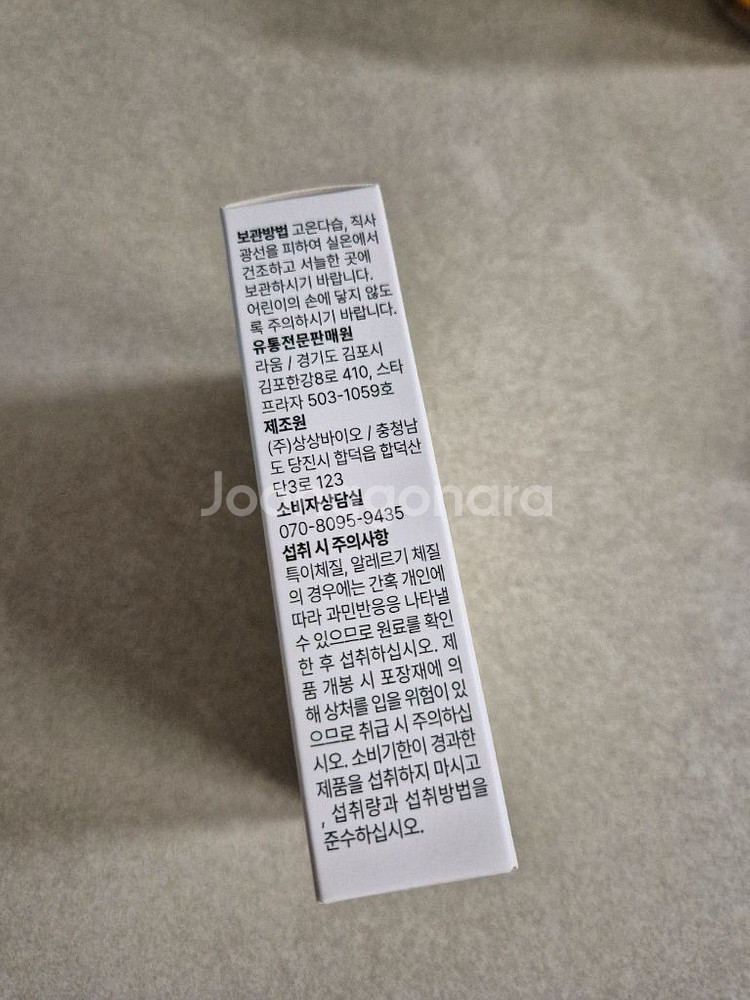 보관방법 고온다습, 직사
광선을 피하여 실온에서
건조하고 서늘한 곳에
보관하시기 바랍니다.
어린이의 손에 닿지 않도
록 주의하시기 바랍니다.
유통전문판매원
라움 / 경기도 김포시
김포한강8로 410, 스타
프라자 503-1059호
제조원
(주)상상바이오 / 충청남
도 당진시 합덕읍 합덕산
단3로 123
소비자상담실
070-8095-9435
섭취 시 주의사항
특이체질, 알레르기 체질
의 경우에는 간혹 개인에
따라 과민반응응 나타낼
수 있으므로 원료를 확인
한 후 섭취하십시오. 제
품 개봉 시 포장재에 의
해 상처를 입을 위험이 있
으므로 취급 시 주의하십
시오. 소비기한이 경과한
제품을 섭취하지 마시고
, 섭취량과 섭취방법을
준수하십시오.
Joonggonara